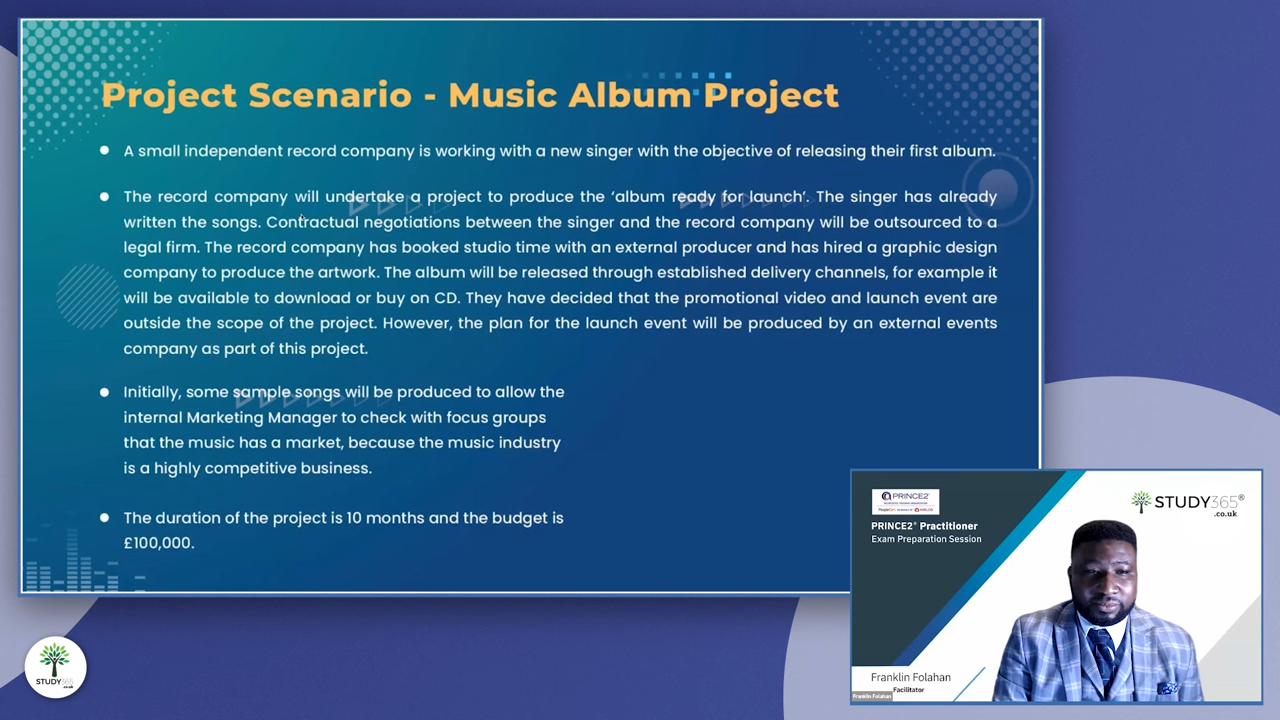 Project Scenario - Music Album Project
● A small independent record company is working with a new singer with the objective of releasing their first album.
● The record company will undertake a project to produce the ‘album ready for launch’. The singer has already
written the songs. Contractual negotiations between the singer and the record company will be outsourced to a
legal firm. The record company has booked studio time with an external producer and has hired a graphic design
company to produce the artwork. The album will be released through established delivery channels, for example it
will be available to download or buy on CD. They have decided that the promotional video and launch event are
outside the scope of the project. However, the plan for the launch event will be produced by an external events
company as part of this project.
● Initially, some sample songs will be produced to allow the
internal Marketing Manager to check with focus groups
that the music has a market, because the music industry
is a highly competitive business.
● The duration of the project is 10 months and the budget is
£100,000.
PRINCE2®
PRINCE2® Practitioner
Exam Preparation Session
STUDY365®
.co.uk
Franklin Folahan
Facilitator
Franklin Folahan
STUDY365
.co.uk